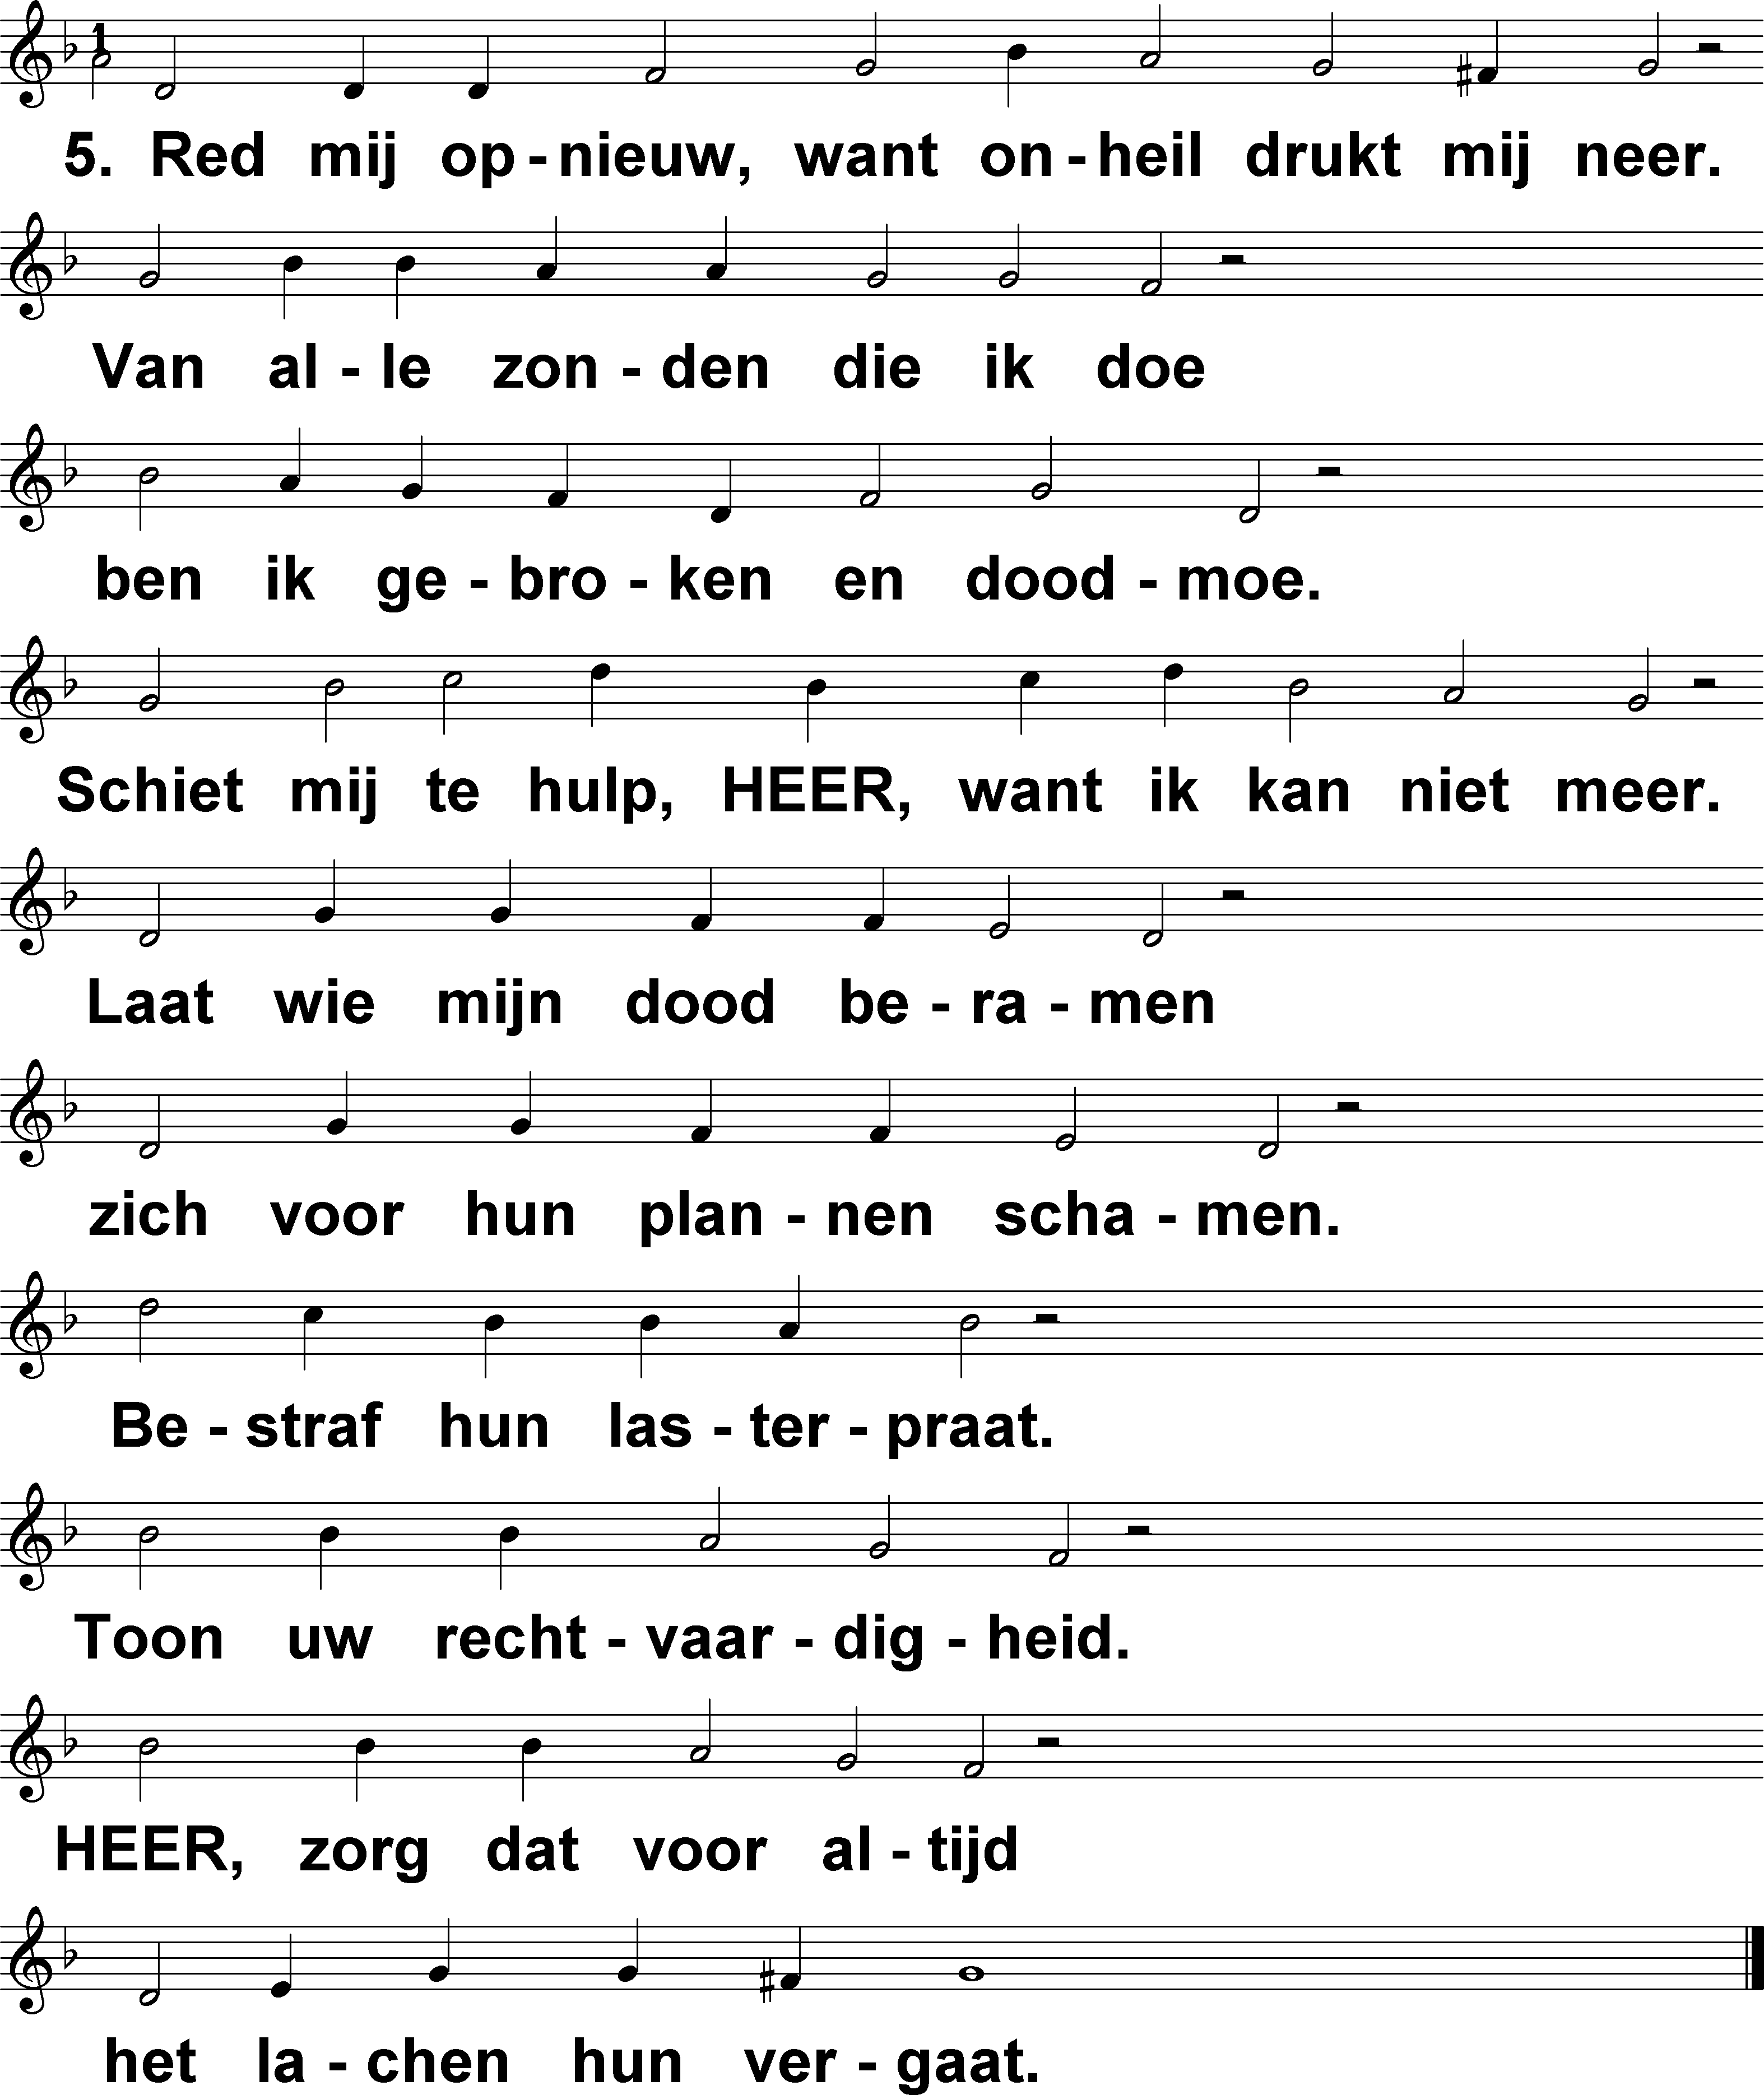 1
5. Red mij op - nieuw, want on - heil drukt mij neer.
Van al - le zon - den die ik doe
ben ik ge - bro - ken en dood - moe.
Schiet mij te hulp, HEER, want ik kan niet meer.
Laat wie mijn dood be - ra - men
zich voor hun plan - nen scha - men.
Be - straf hun las - ter - praat.
Toon uw recht - vaar - dig - heid.
HEER, zorg dat voor al - tijd
het la - chen hun ver - gaat.